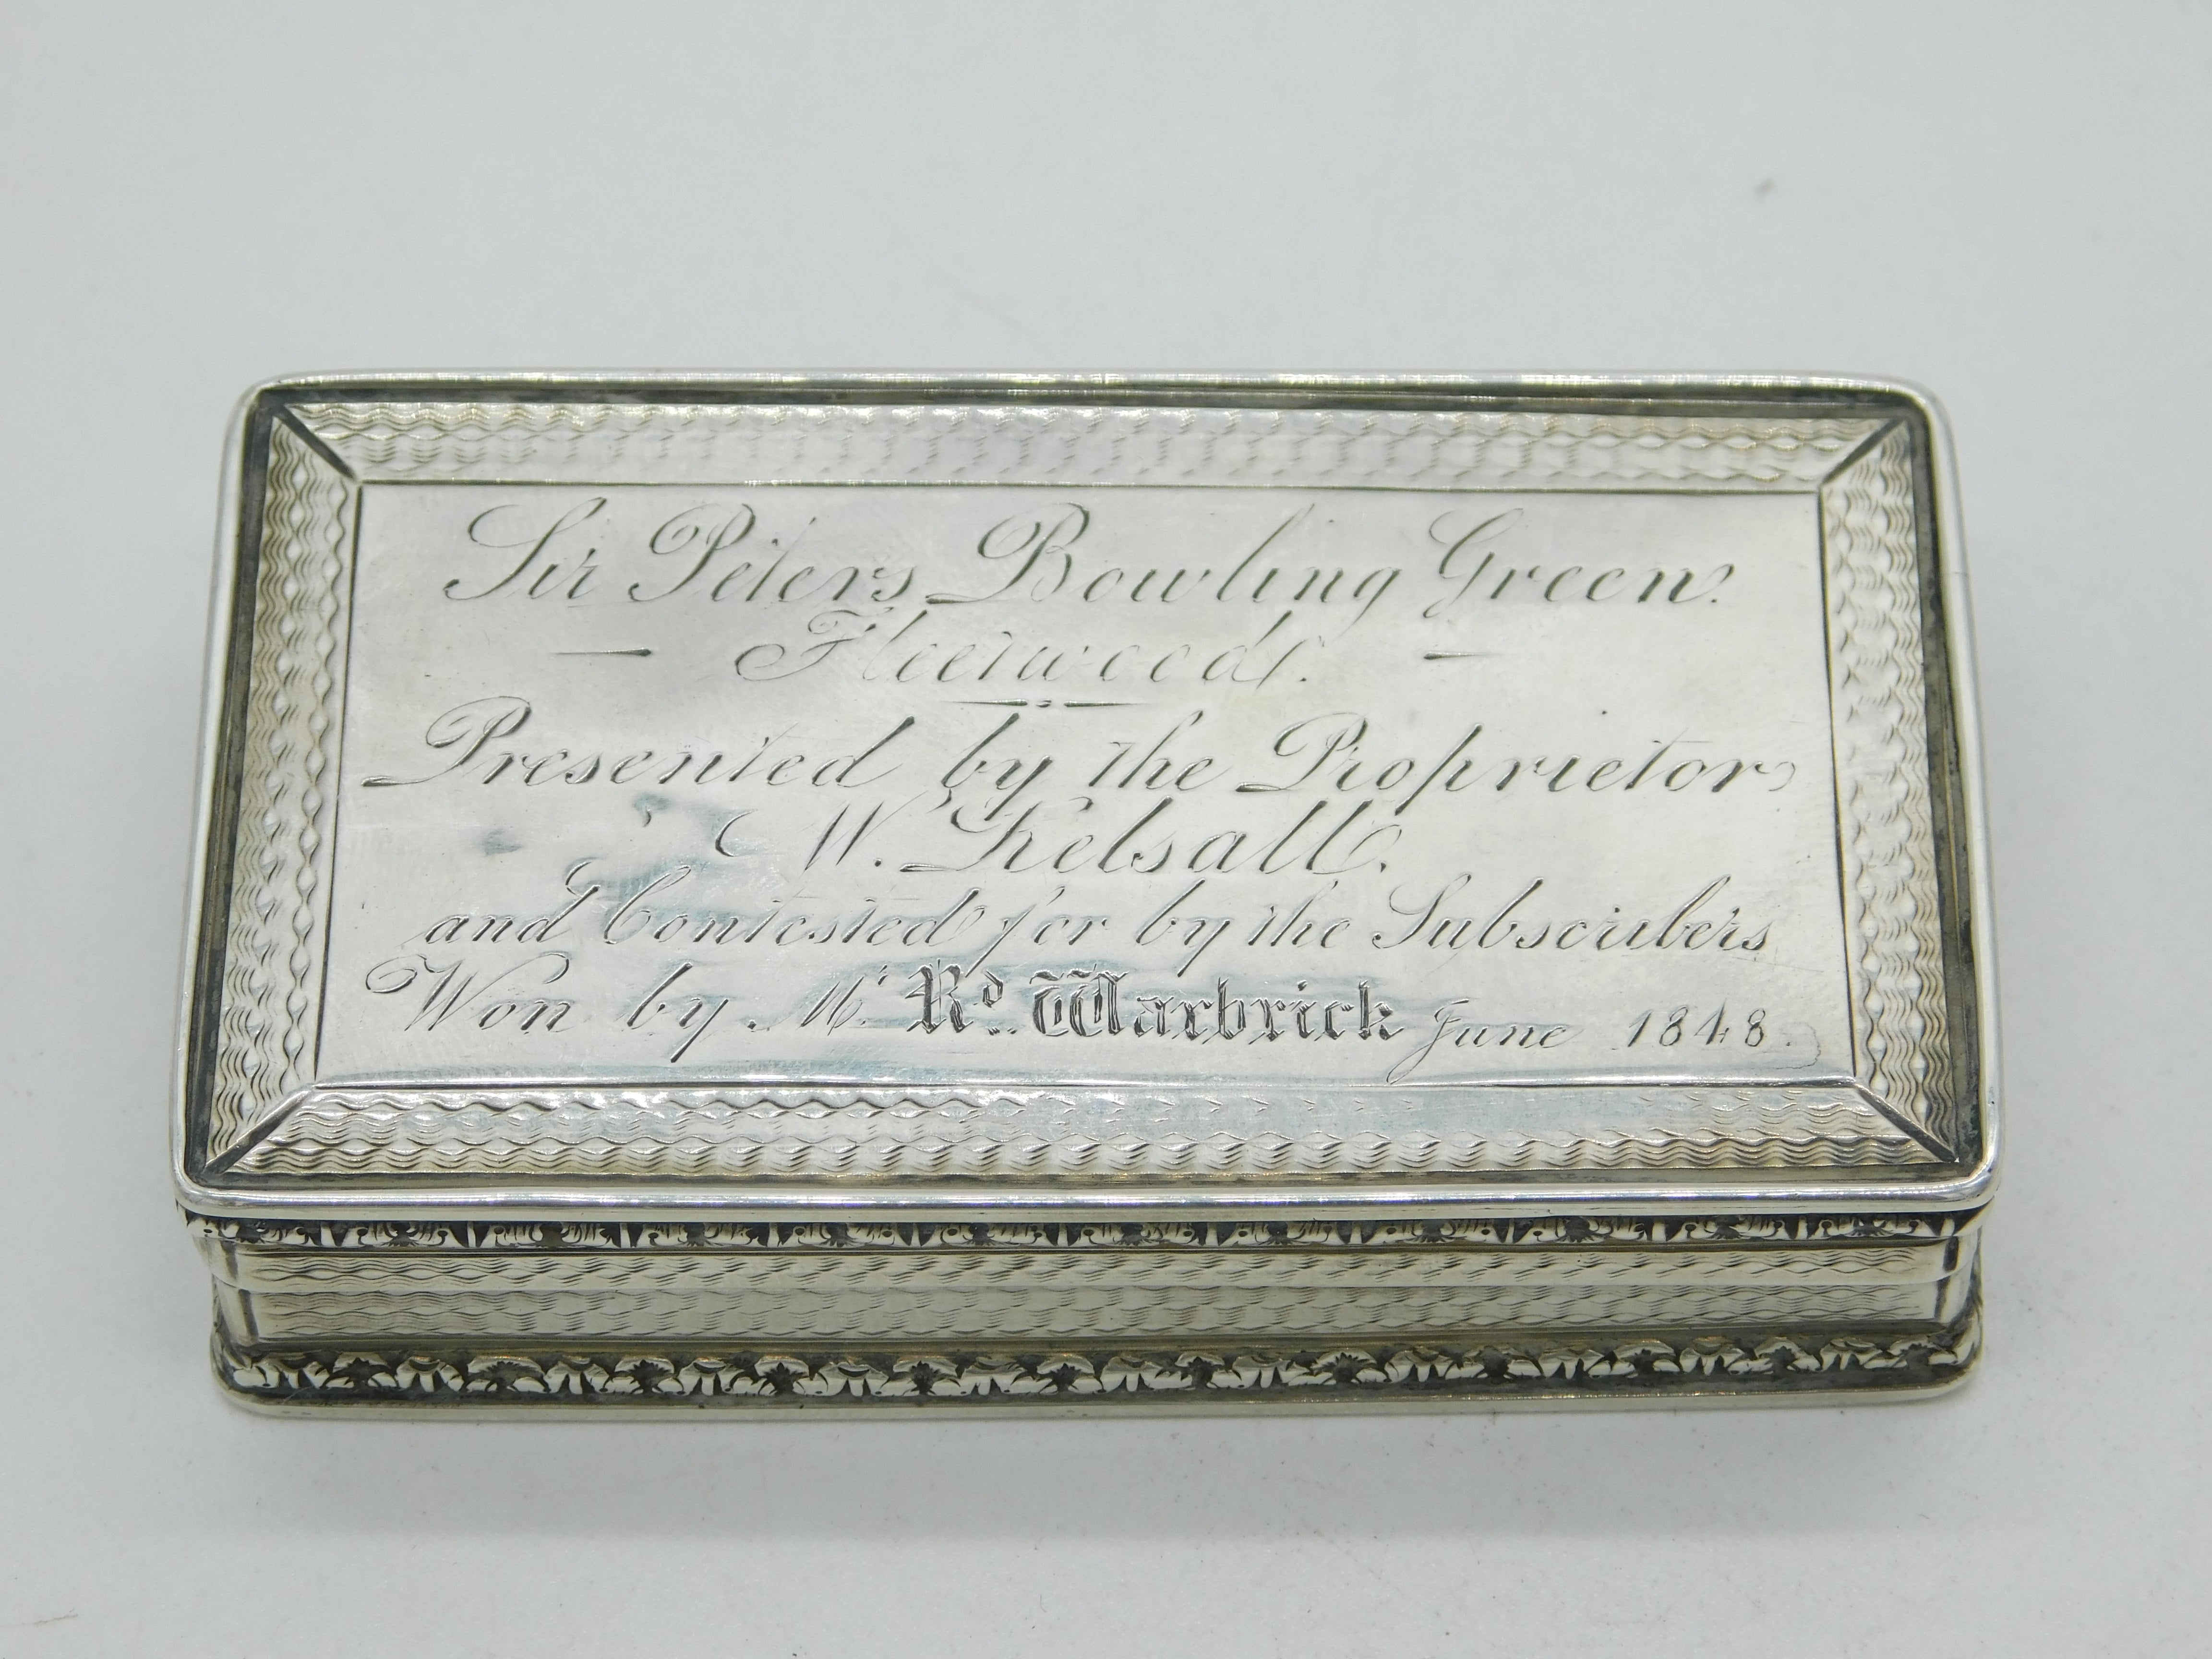 Sir Peters Bowling Green.
— Fleetwood. —
Presented by the Proprietor
W. Kelsall.
and Contested for by the Subscribers
Won by Mr Rd. Warbrick June 1848.